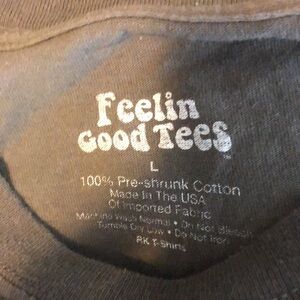 Feelin
Good Tees
TM
L
100% Pre-shrunk Cotton
Made In The USA
Of Imported Fabric
Machine Wash Normal • Do Not Bleach
Tumble Dry Low • Do Not Iron
RK T-Shirts